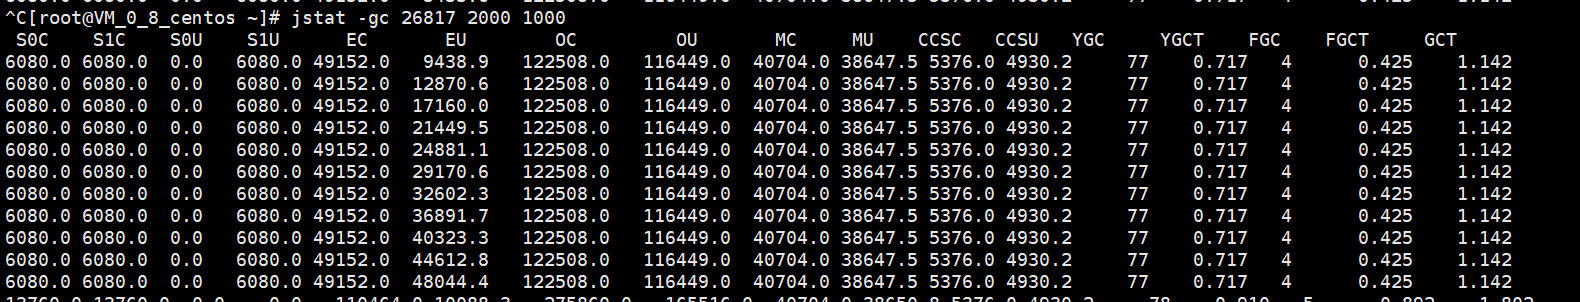 ^C[root@VM_0_8_centos ~]# jstat -gc 26817 2000 1000
S0C S1C S0U S1U EC EU OC OU MC MU CCSC CCSU YGC YGCT FGC FGCT GCT
6080.0 6080.0 0.0 6080.0 49152.0 9438.9 122508.0 116449.0 40704.0 38647.5 5376.0 4930.2 77 0.717 4 0.425 1.142
6080.0 6080.0 0.0 6080.0 49152.0 12870.6 122508.0 116449.0 40704.0 38647.5 5376.0 4930.2 77 0.717 4 0.425 1.142
6080.0 6080.0 0.0 6080.0 49152.0 17160.0 122508.0 116449.0 40704.0 38647.5 5376.0 4930.2 77 0.717 4 0.425 1.142
6080.0 6080.0 0.0 6080.0 49152.0 21449.5 122508.0 116449.0 40704.0 38647.5 5376.0 4930.2 77 0.717 4 0.425 1.142
6080.0 6080.0 0.0 6080.0 49152.0 24881.1 122508.0 116449.0 40704.0 38647.5 5376.0 4930.2 77 0.717 4 0.425 1.142
6080.0 6080.0 0.0 6080.0 49152.0 29170.6 122508.0 116449.0 40704.0 38647.5 5376.0 4930.2 77 0.717 4 0.425 1.142
6080.0 6080.0 0.0 6080.0 49152.0 32602.3 122508.0 116449.0 40704.0 38647.5 5376.0 4930.2 77 0.717 4 0.425 1.142
6080.0 6080.0 0.0 6080.0 49152.0 36891.7 122508.0 116449.0 40704.0 38647.5 5376.0 4930.2 77 0.717 4 0.425 1.142
6080.0 6080.0 0.0 6080.0 49152.0 40323.3 122508.0 116449.0 40704.0 38647.5 5376.0 4930.2 77 0.717 4 0.425 1.142
6080.0 6080.0 0.0 6080.0 49152.0 44612.8 122508.0 116449.0 40704.0 38647.5 5376.0 4930.2 77 0.717 4 0.425 1.142
6080.0 6080.0 0.0 6080.0 49152.0 48044.4 122508.0 116449.0 40704.0 38647.5 5376.0 4930.2 77 0.717 4 0.425 1.142